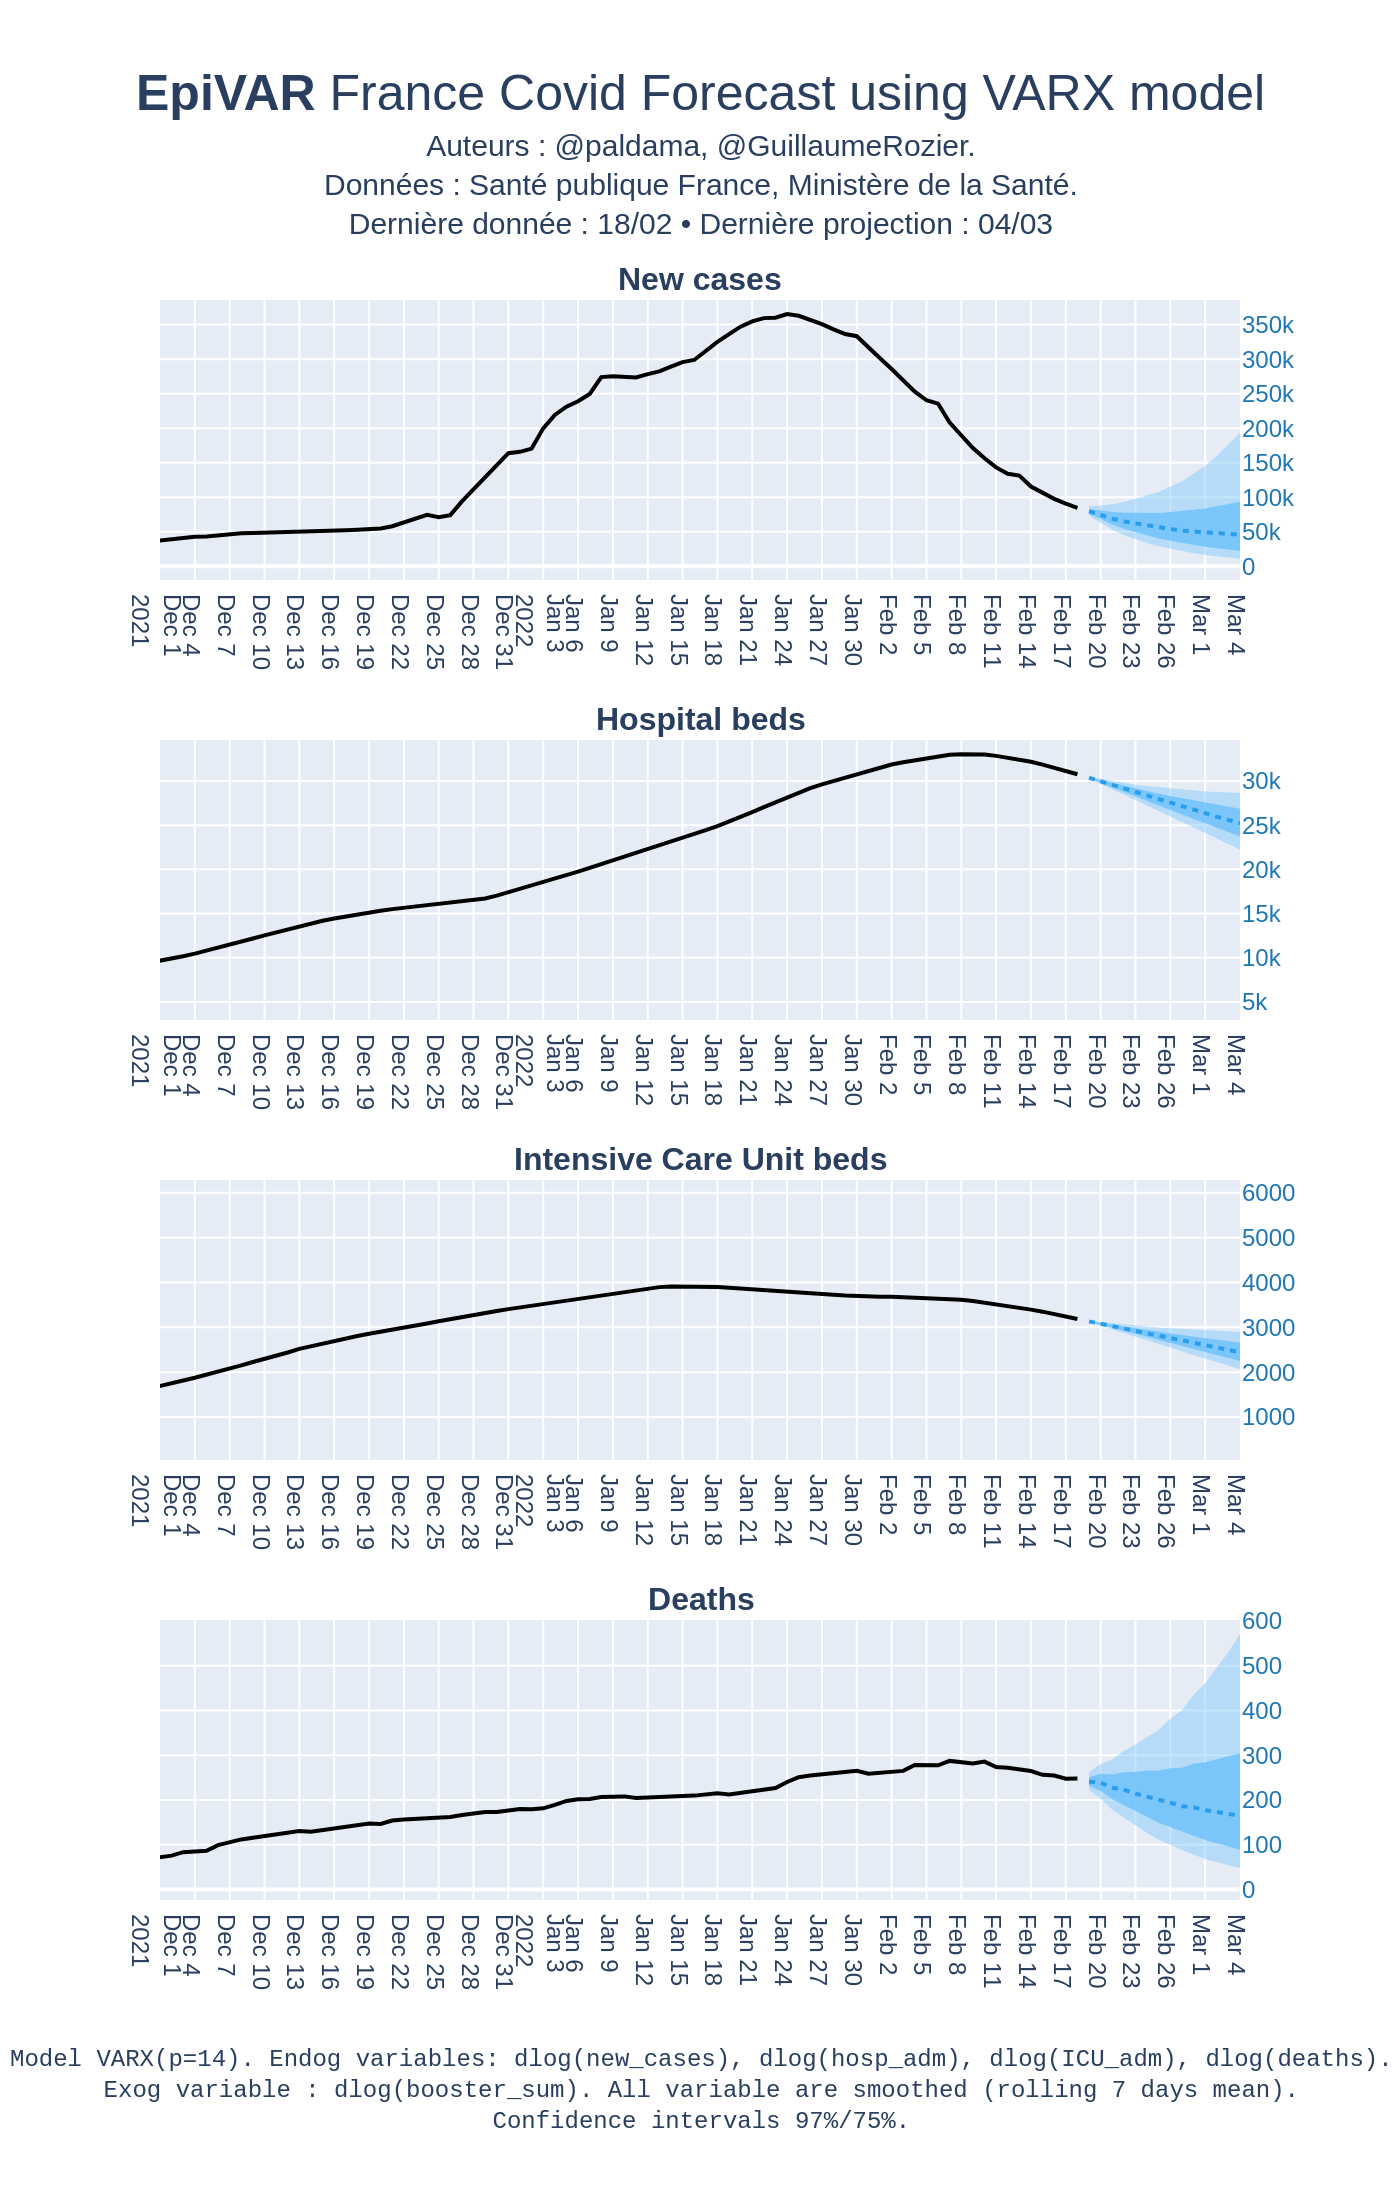 EpiVAR France Covid Forecast using VARX model
Auteurs : @paldama, @GuillaumeRozier.
Données : Santé publique France, Ministère de la Santé.
Dernière donnée : 18/02 • Dernière projection : 04/03
New cases
350k
300k
250k
200k
150k
100k
50k
0
Dec 1
2021
Dec 4
Dec 7
Dec 10
Dec 13
Dec 16
Dec 19
Dec 22
Dec 25
Dec 28
Dec 31
Jan 3
2022
Jan 6
Jan 9
Jan 12
Jan 15
Jan 18
Jan 21
Jan 24
Jan 27
Jan 30
Feb 2
Feb 5
Feb 8
Feb 11
Feb 14
Feb 17
Feb 20
Feb 23
Feb 26
Mar 1
Mar 4
Hospital beds
30k
25k
20k
15k
10k
5k
Dec 1
2021
Dec 4
Dec 7
Dec 10
Dec 13
Dec 16
Dec 19
Dec 22
Dec 25
Dec 28
Dec 31
Jan 3
2022
Jan 6
Jan 9
Jan 12
Jan 15
Jan 18
Jan 21
Jan 24
Jan 27
Jan 30
Feb 2
Feb 5
Feb 8
Feb 11
Feb 14
Feb 17
Feb 20
Feb 23
Feb 26
Mar 1
Mar 4
Intensive Care Unit beds
6000
5000
4000
3000
2000
1000
Dec 1
2021
Dec 4
Dec 7
Dec 10
Dec 13
Dec 16
Dec 19
Dec 22
Dec 25
Dec 28
Dec 31
Jan 3
2022
Jan 6
Jan 9
Jan 12
Jan 15
Jan 18
Jan 21
Jan 24
Jan 27
Jan 30
Feb 2
Feb 5
Feb 8
Feb 11
Feb 14
Feb 17
Feb 20
Feb 23
Feb 26
Mar 1
Mar 4
Deaths
600
500
400
300
200
100
0
Dec 1
2021
Dec 4
Dec 7
Dec 10
Dec 13
Dec 16
Dec 19
Dec 22
Dec 25
Dec 28
Dec 31
Jan 3
2022
Jan 6
Jan 9
Jan 12
Jan 15
Jan 18
Jan 21
Jan 24
Jan 27
Jan 30
Feb 2
Feb 5
Feb 8
Feb 11
Feb 14
Feb 17
Feb 20
Feb 23
Feb 26
Mar 1
Mar 4
Model VARX(p=14). Endog variables: dlog(new_cases), dlog(hosp_adm), dlog(ICU_adm), dlog(deaths).
Exog variable : dlog(booster_sum). All variable are smoothed (rolling 7 days mean).
Confidence intervals 97%/75%.